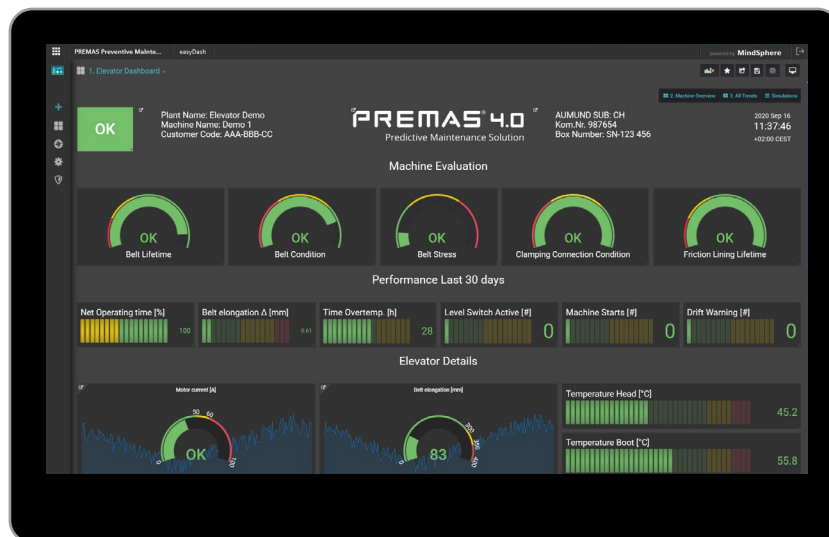 PREMAS Preventive Mainte... easyDash powered by MindSphere
1. Elevator Dashboard
2. Machine Overview 3. All Trends Simulations
OK
Plant Name: Elevator Demo
Machine Name: Demo 1
Customer Code: AAA-BBB-CC
PREMAS® 4.0
Predictive Maintenance Solution
AUMUND SUB: CH
Kom.Nr. 987654
Box Number: SN-123 456
2020 Sep 16
11:37:46
+02:00 CEST
Machine Evaluation
OK OK OK OK OK
Belt Lifetime Belt Condition Belt Stress Clamping Connection Condition Friction Lining Lifetime
Performance Last 30 days
Net Operating time [%] Belt elongation Δ [mm] Time Overtemp. [h] Level Switch Active [#] Machine Starts [#] Drift Warning [#]
100 0.61 28 0 0 0
Elevator Details
Motor current [A] Belt elongation [mm]
0 50 60 100
OK
0 300 350 400
83
Temperature Head [°C]
45.2
Temperature Boot [°C]
55.8